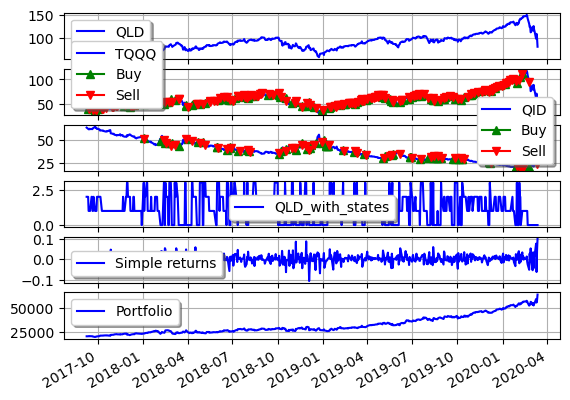 150
100
QLD
TQQQ
Buy
Sell
100
50
QID
Buy
Sell
50
25
2.5
0.0
QLD_with_states
0.1
0.0
−0.1
Simple returns
50000
25000
Portfolio
2017-10
2018-01
2018-04
2018-07
2018-10
2019-01
2019-04
2019-07
2019-10
2020-01
2020-04